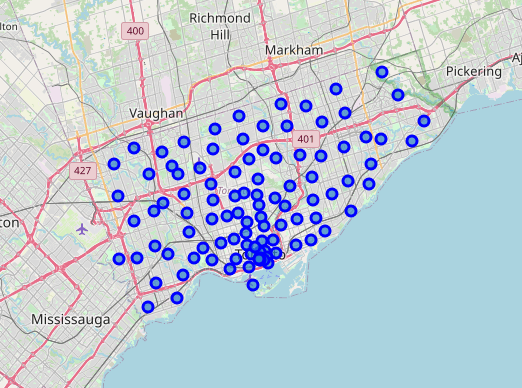 Richmond
Hill
400
Markham
Pickering
Vaughan
401
427
Mississauga